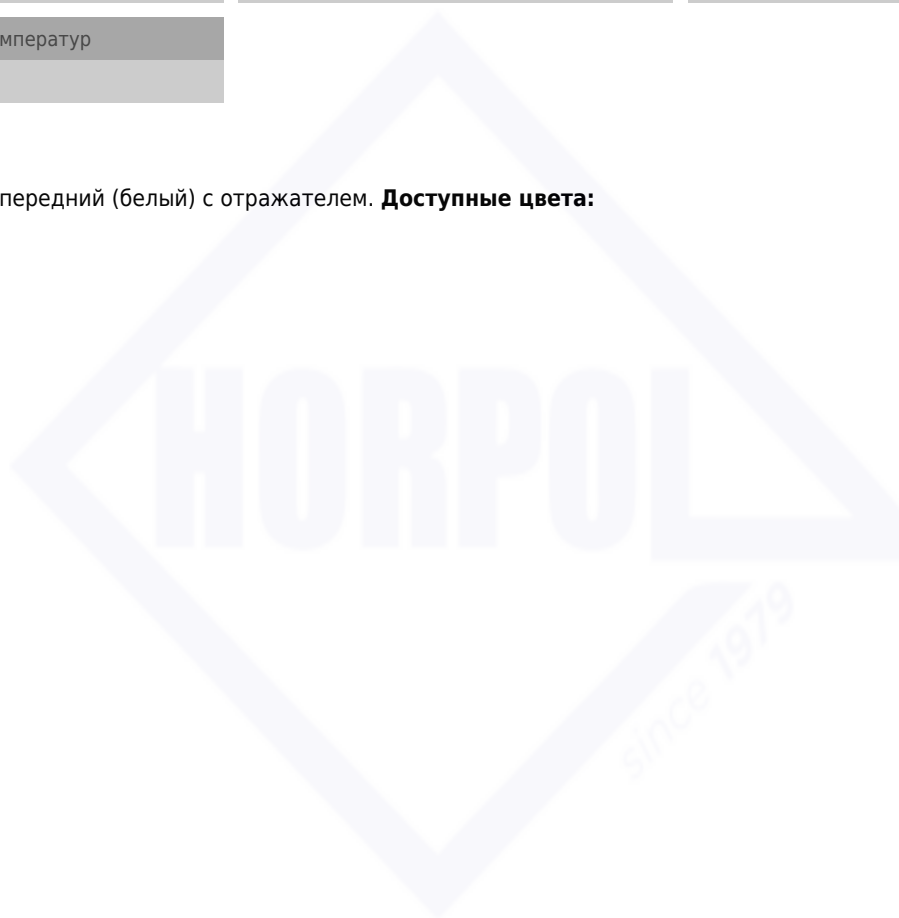 мператур
передний (белый) с отражателем. Доступные цвета:
HORPOL
since 1979